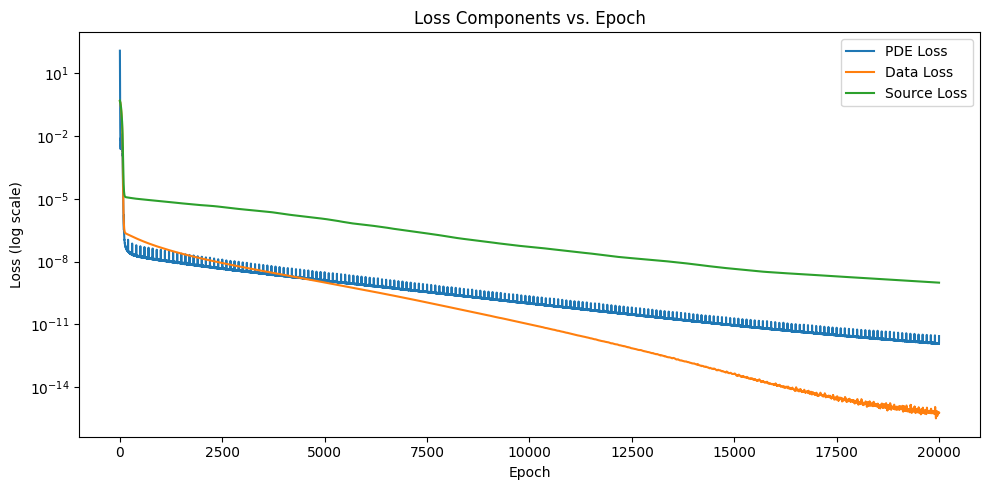 Loss Components vs. Epoch
PDE Loss
Data Loss
Source Loss
Loss (log scale)
10^1
10^-2
10^-5
10^-8
10^-11
10^-14
0 2500 5000 7500 10000 12500 15000 17500 20000
Epoch